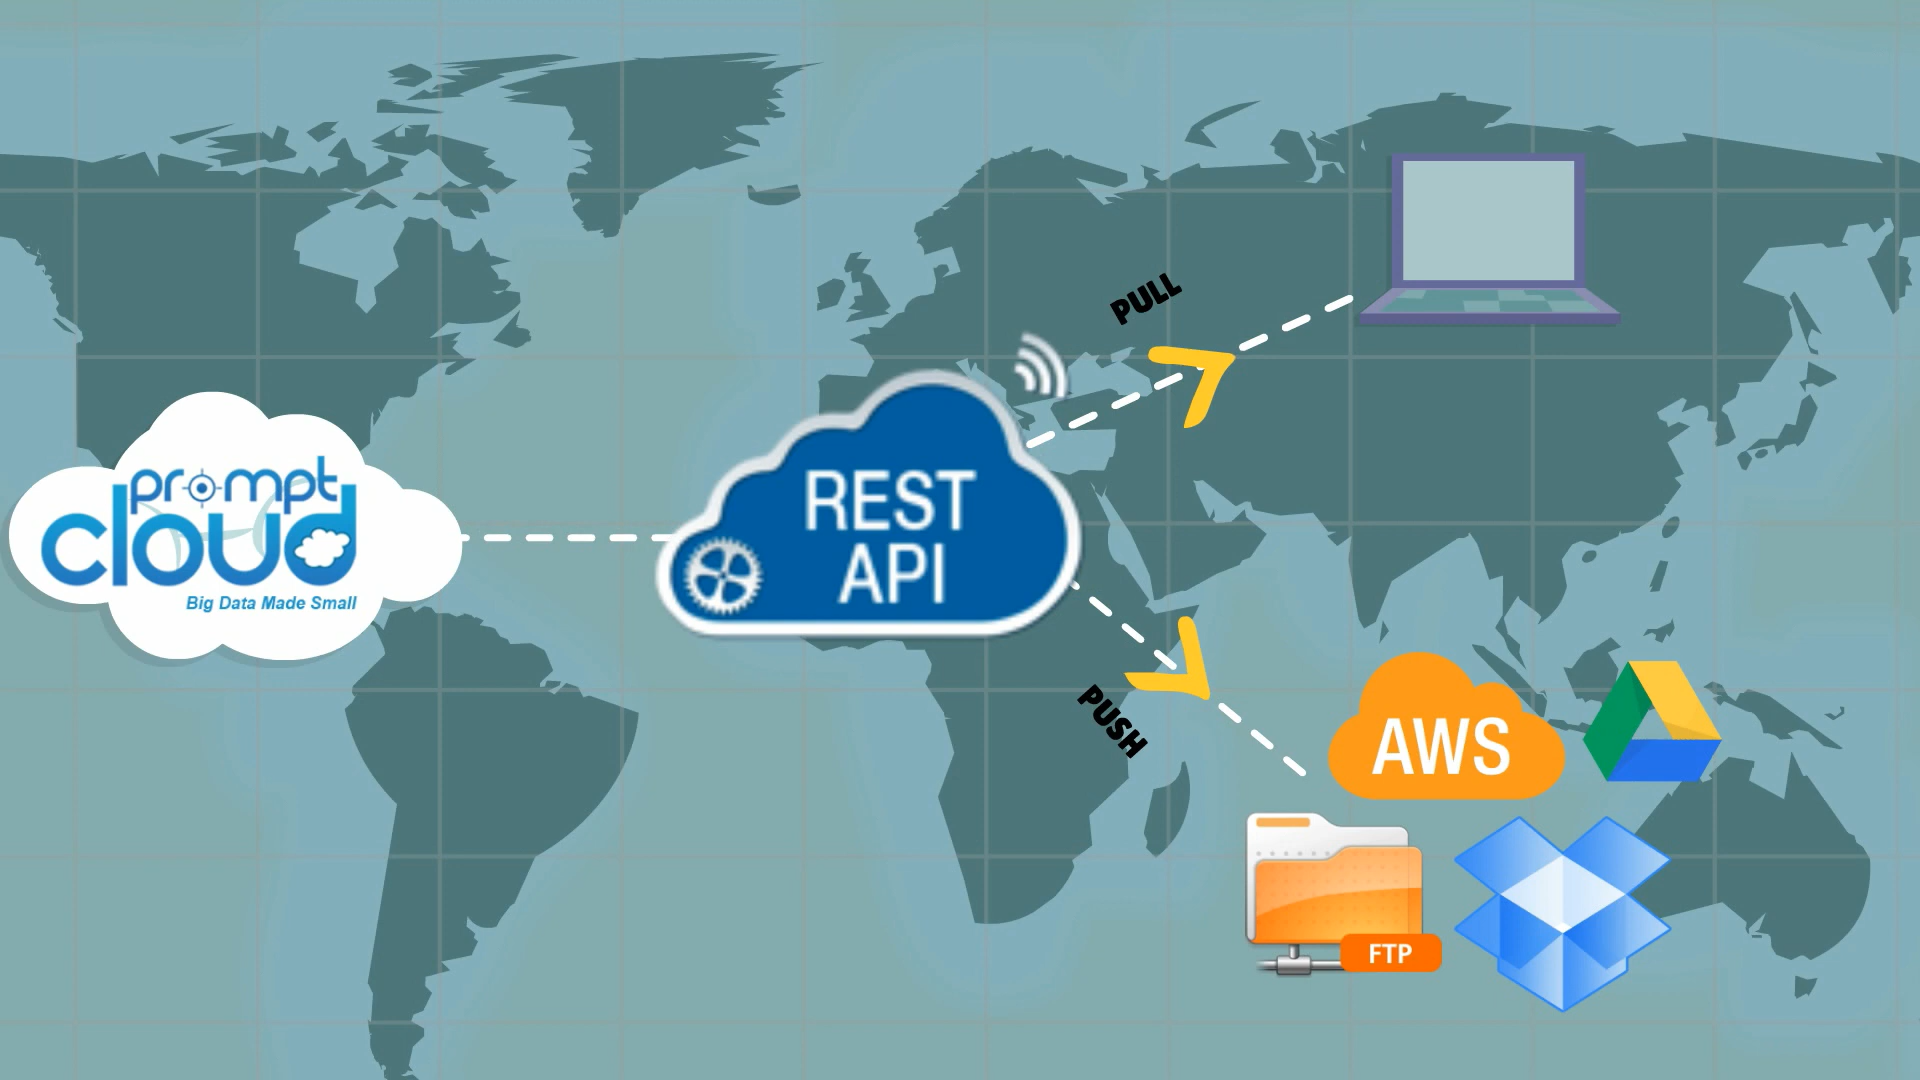 prompt
cloud
Big Data Made Small
REST
API
PULL
PUSH
AWS
FTP